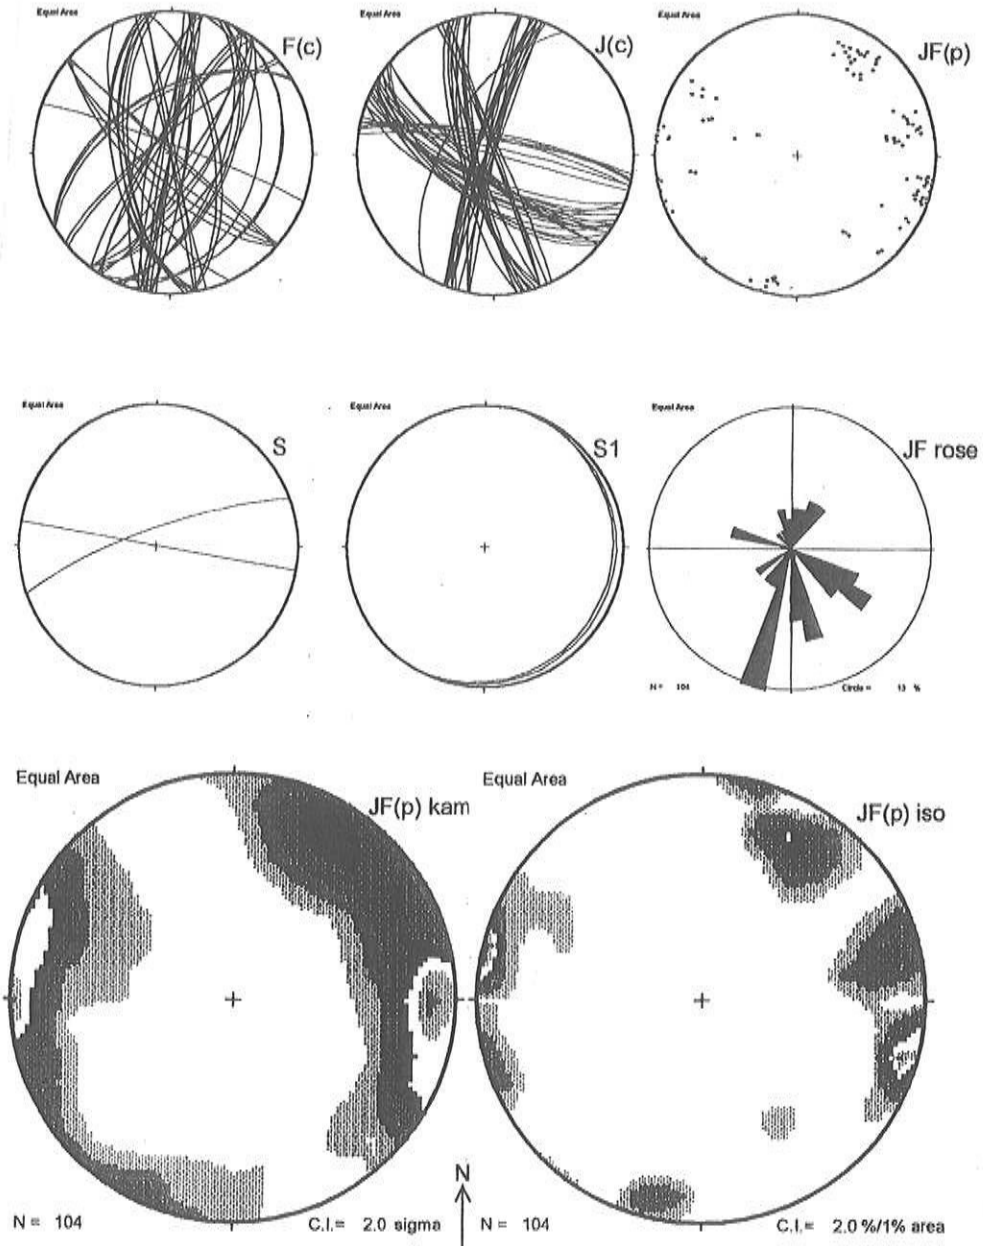 Equal Area
F(c)
Equal Area
J(c)
Equal Area
JF(p)
Equal Area
S
Equal Area
S1
Equal Area
JF rose
N = 104
Circle = 13 %
Equal Area
JF(p) kam
N = 104
C.I.= 2.0 sigma
N
Equal Area
JF(p) iso
N = 104
C.I.= 2.0 %/1% area